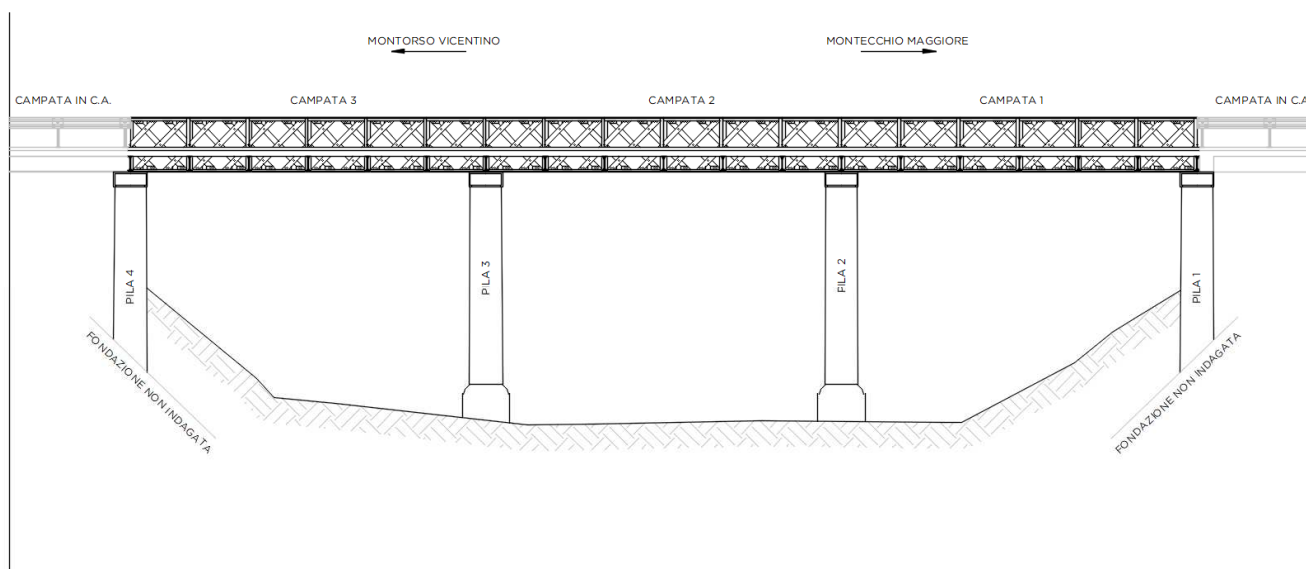 MONTORSO VICENTINO
MONTECCHIO MAGGIORE
CAMPATA IN C.A.
CAMPATA 3
CAMPATA 2
CAMPATA 1
CAMPATA IN C.A
PILA 4
PILA 3
PILA 2
PILA 1
FONDAZIONE NON INDAGATA
FONDAZIONE NON INDAGATA